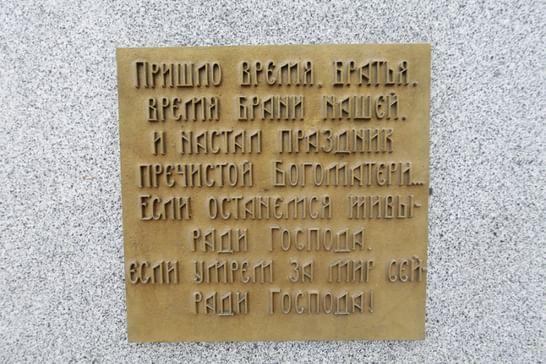 Пришло время, братья,
время брани нашей,
и настал праздник
Пречистой Богоматери...
Если останемся живы-
ради Господа,
если умрем за мир сей-
ради Господа!